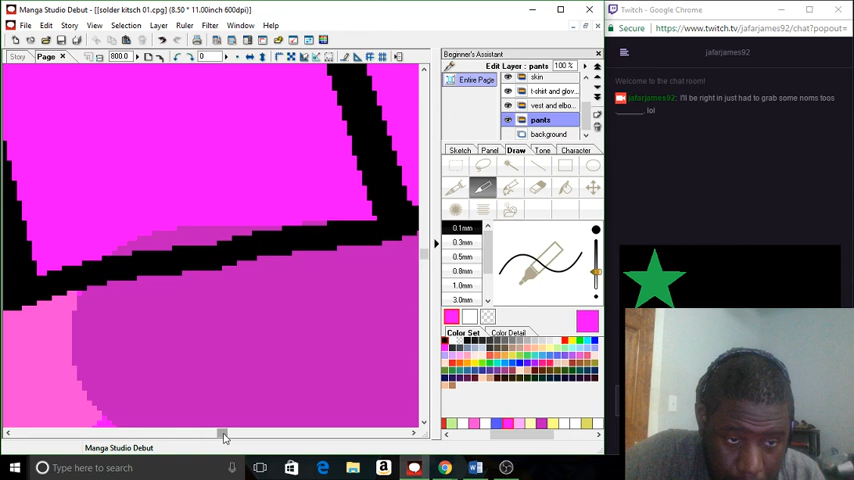 Manga Studio Debut - [[solder kitsch 01.cpg] (8.50 * 11.00inch 600dpi)]
File Edit Story View Selection Layer Ruler Filter Window Help
Story Page 800.0 0
Beginner's Assistant
Edit Layer : pants 100 %
Entire Page
skin
t-shirt and glov...
vest and elbo...
pants
background
Sketch Panel Draw Tone Character
0.1mm
0.3mm
0.5mm
0.8mm
1.0mm
3.0mm
Color Set Color Detail
Manga Studio Debut
Type here to search
Twitch - Google Chrome
Secure https://www.twitch.tv/jafarjames92/chat?popout=
jafarjames92
Welcome to the chat room!
jafarjames92: I'll be right in just had to grab some noms toos
lol